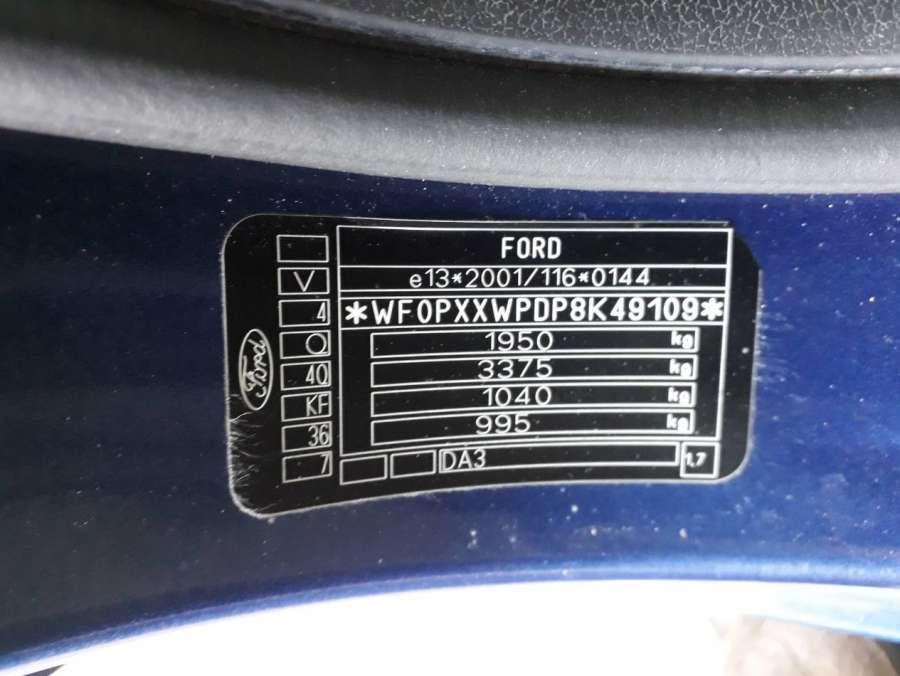 FORD
e13*2001/116*0144
*WF0PXXWPDP8K49109*
1950 kg
3375 kg
1040 kg
995 kg
DA3 1,7
V
4
Q
40
KF
36
7
Ford